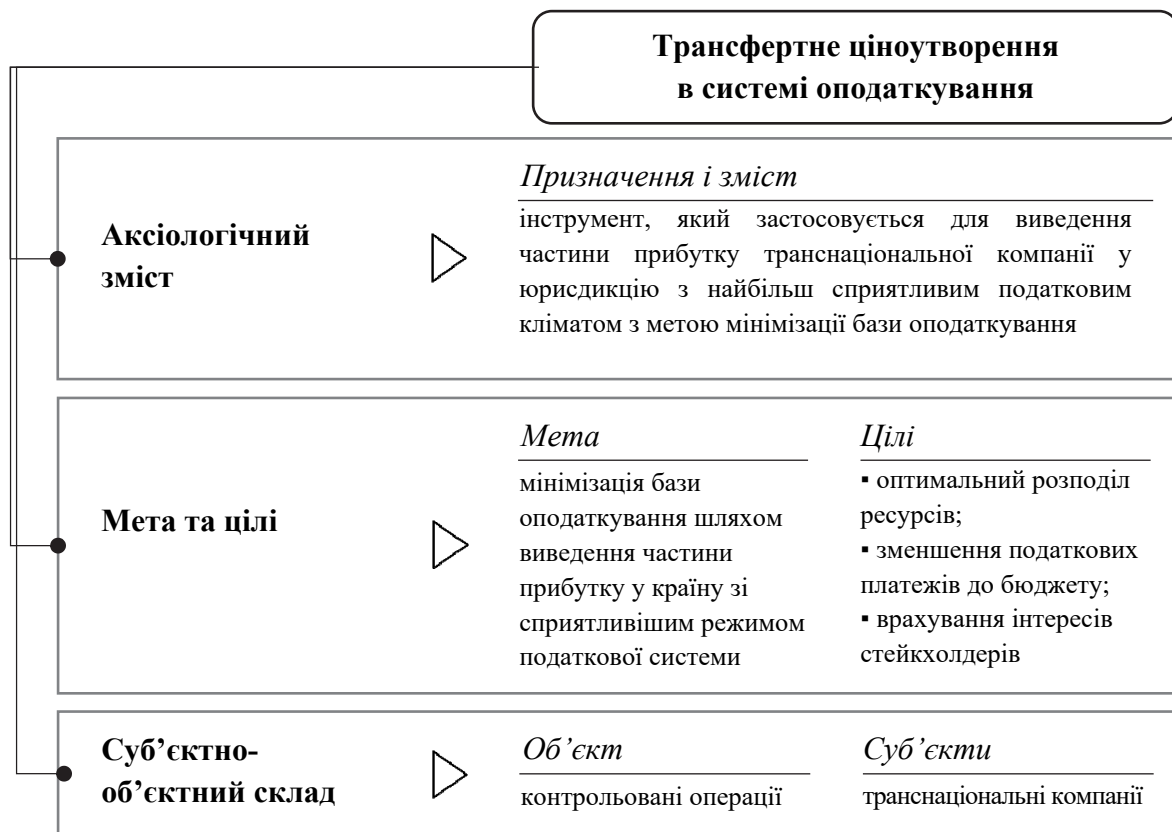 Трансфертне ціноутворення
в системі оподаткування
Аксіологічний
зміст
Призначення і зміст
інструмент, який застосовується для виведення
частини прибутку транснаціональної компанії у
юрисдикцію з найбільш сприятливим податковим
кліматом з метою мінімізації бази оподаткування
Мета та цілі
Мета
мінімізація бази
оподаткування шляхом
виведення частини
прибутку у країну зі
сприятливішим режимом
податкової системи
Цілі
▪ оптимальний розподіл
ресурсів;
▪ зменшення податкових
платежів до бюджету;
▪ врахування інтересів
стейкхолдерів
Суб’єктно-
об’єктний склад
Об’єкт
контрольовані операції
Суб’єкти
транснаціональні компанії